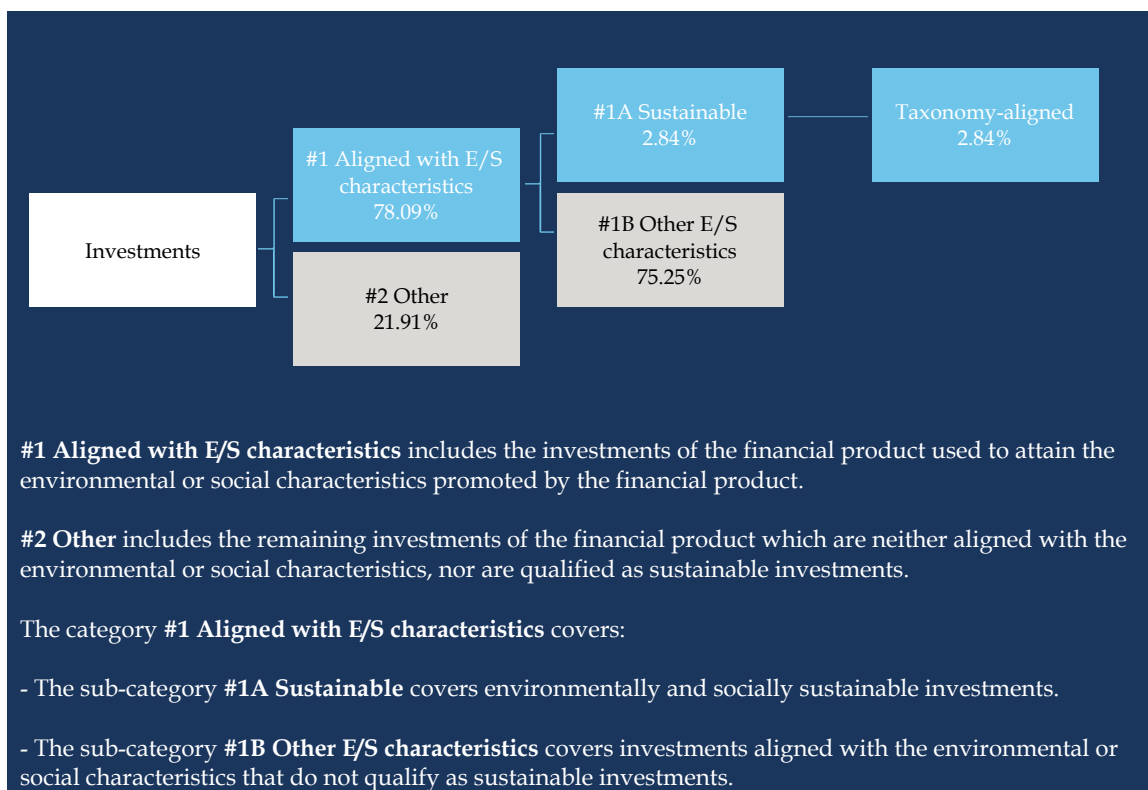 Investments
#1 Aligned with E/S
characteristics
78.09%
#2 Other
21.91%
#1A Sustainable
2.84%
#1B Other E/S
characteristics
75.25%
Taxonomy-aligned
2.84%
#1 Aligned with E/S characteristics includes the investments of the financial product used to attain the
environmental or social characteristics promoted by the financial product.
#2 Other includes the remaining investments of the financial product which are neither aligned with the
environmental or social characteristics, nor are qualified as sustainable investments.
The category #1 Aligned with E/S characteristics covers:
- The sub-category #1A Sustainable covers environmentally and socially sustainable investments.
- The sub-category #1B Other E/S characteristics covers investments aligned with the environmental or
social characteristics that do not qualify as sustainable investments.